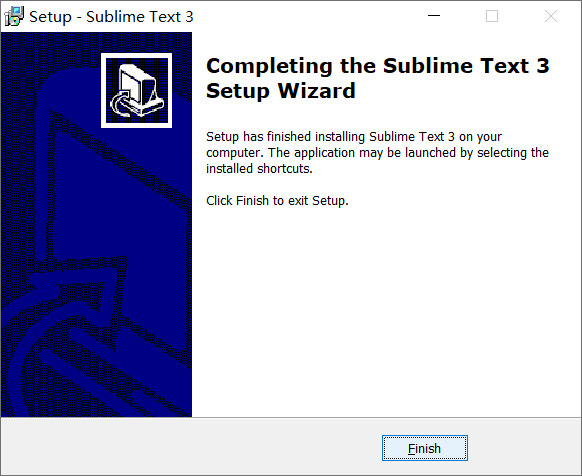 Setup - Sublime Text 3
Completing the Sublime Text 3
Setup Wizard
Setup has finished installing Sublime Text 3 on your
computer. The application may be launched by selecting the
installed shortcuts.
Click Finish to exit Setup.
Finish